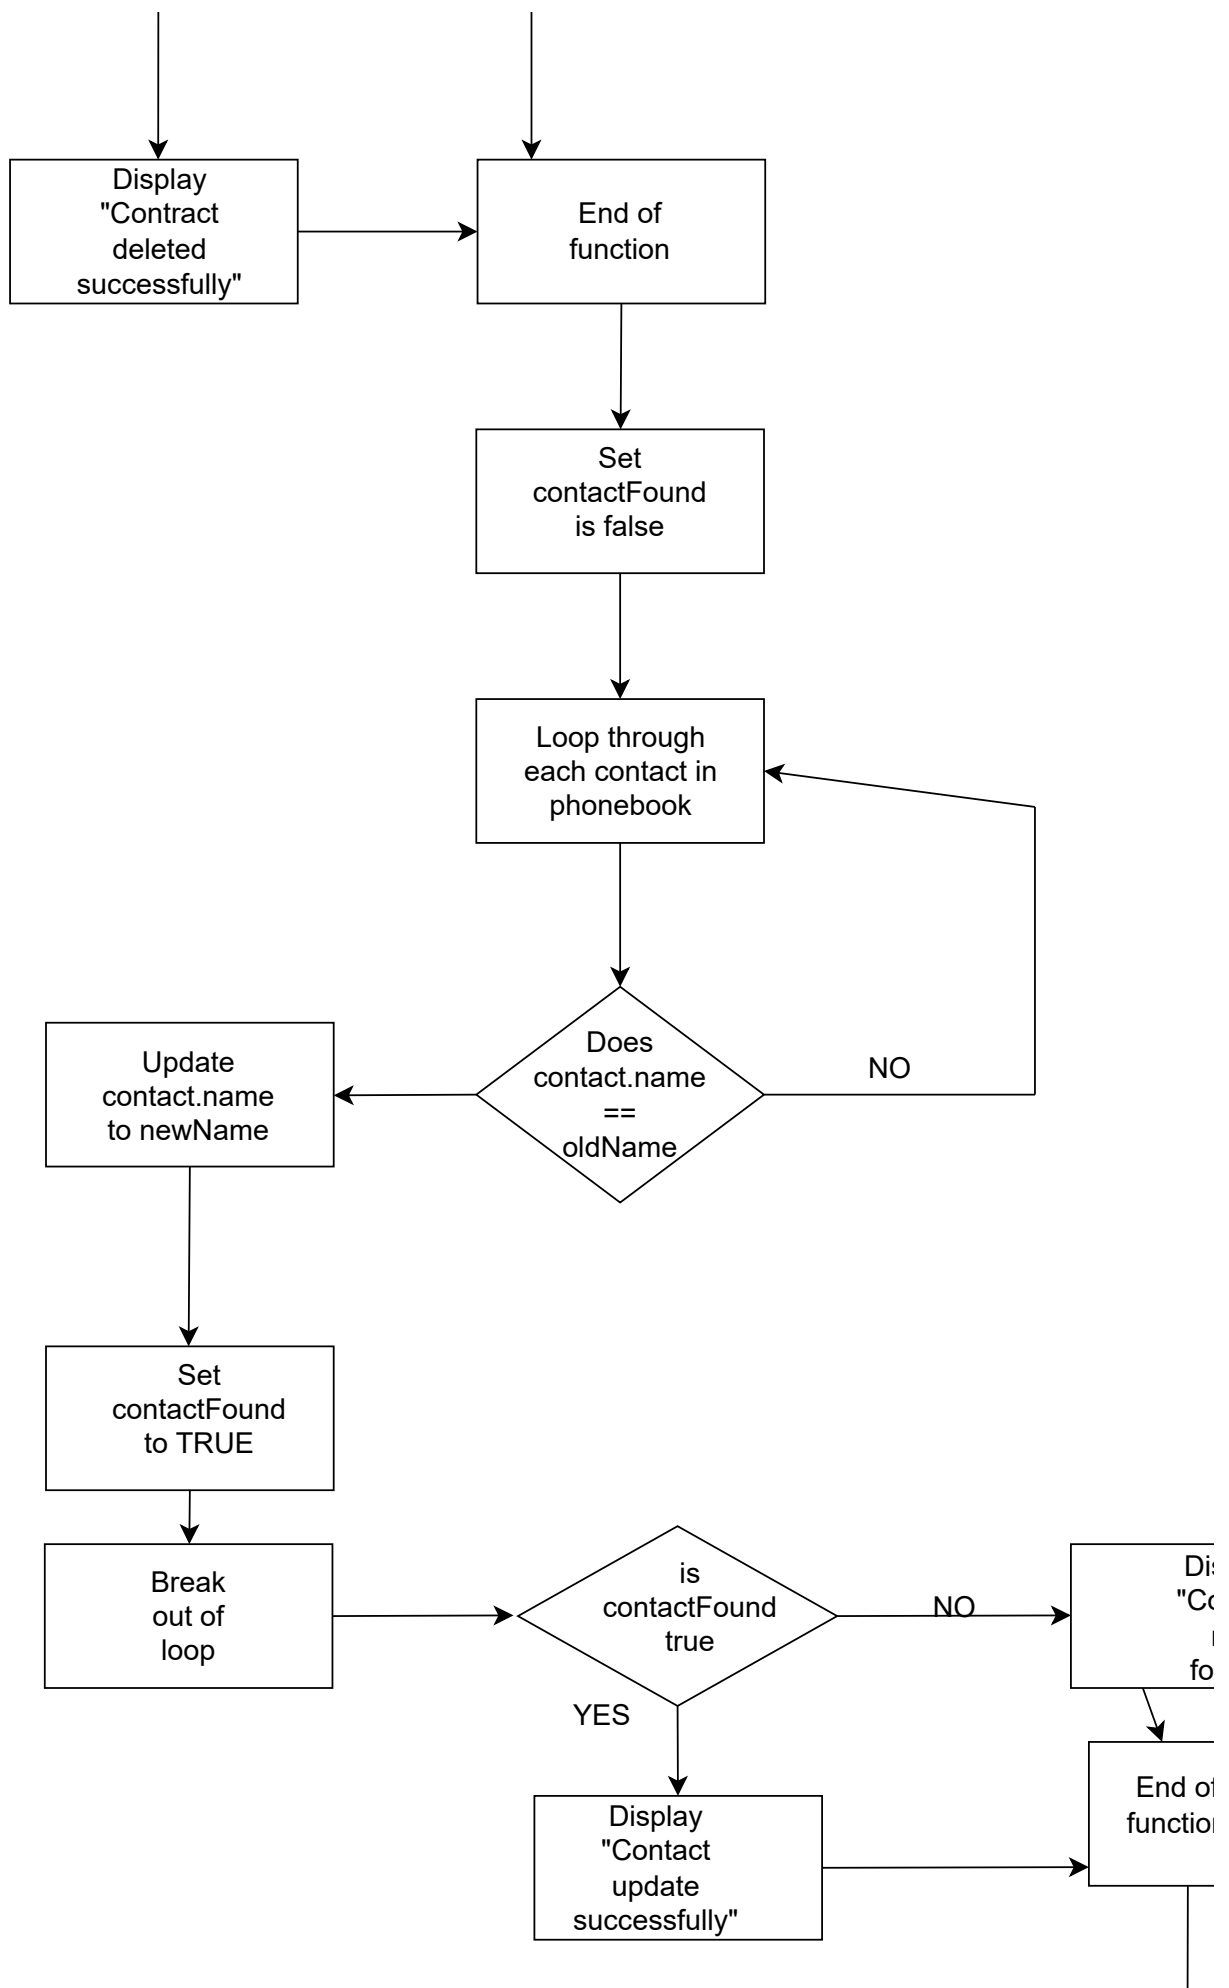 Display
"Contract
deleted
successfully"
End of
function
Set
contactFound
is false
Loop through
each contact in
phonebook
Does
contact.name
==
oldName
NO
Update
contact.name
to newName
Set
contactFound
to TRUE
Break
out of
loop
is
contactFound
true
NO
YES
Display
"Contact
update
successfully"
End of